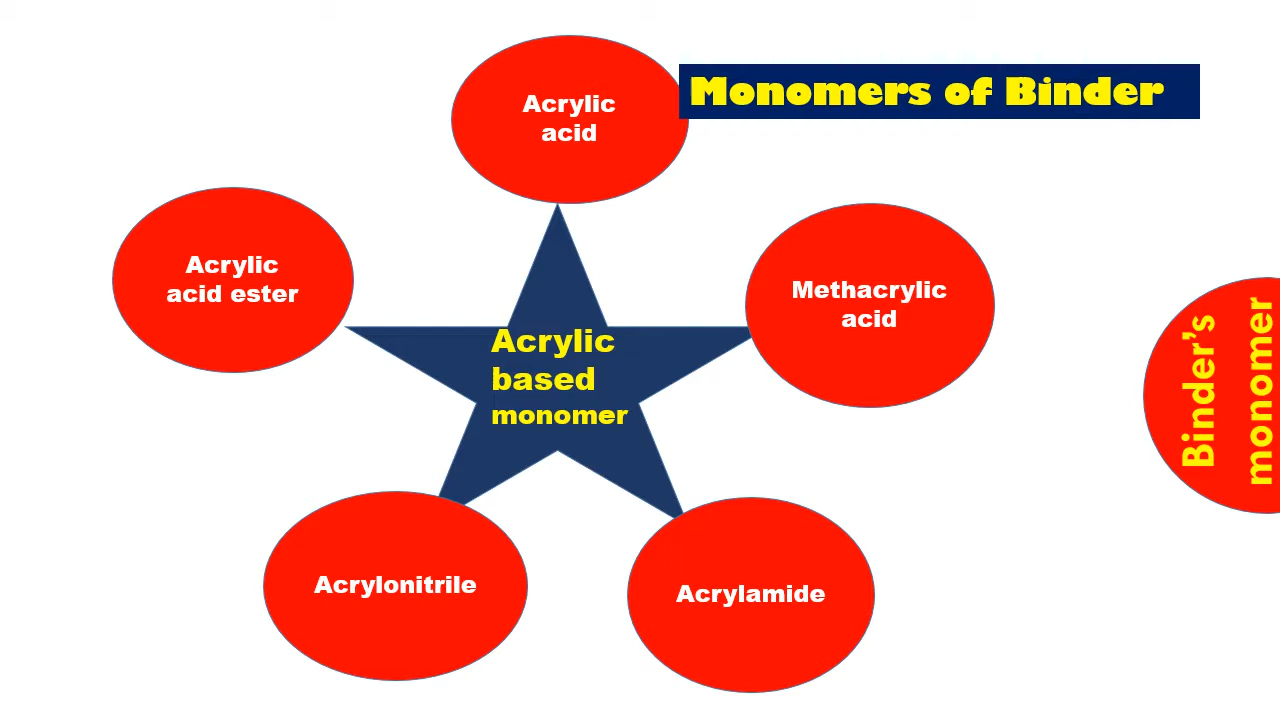 Monomers of Binder
Acrylic
acid
Acrylic
acid ester
Methacrylic
acid
Acrylic
based
monomer
Binder’s
monomer
Acrylonitrile
Acrylamide